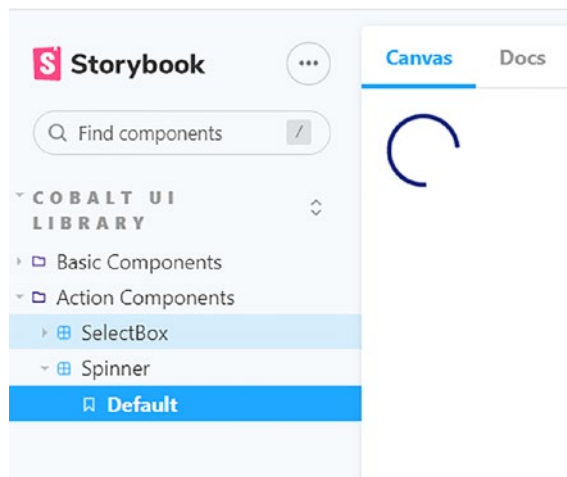 Storybook
Canvas
Docs
Find components
/
COBALT UI
LIBRARY
Basic Components
Action Components
SelectBox
Spinner
Default